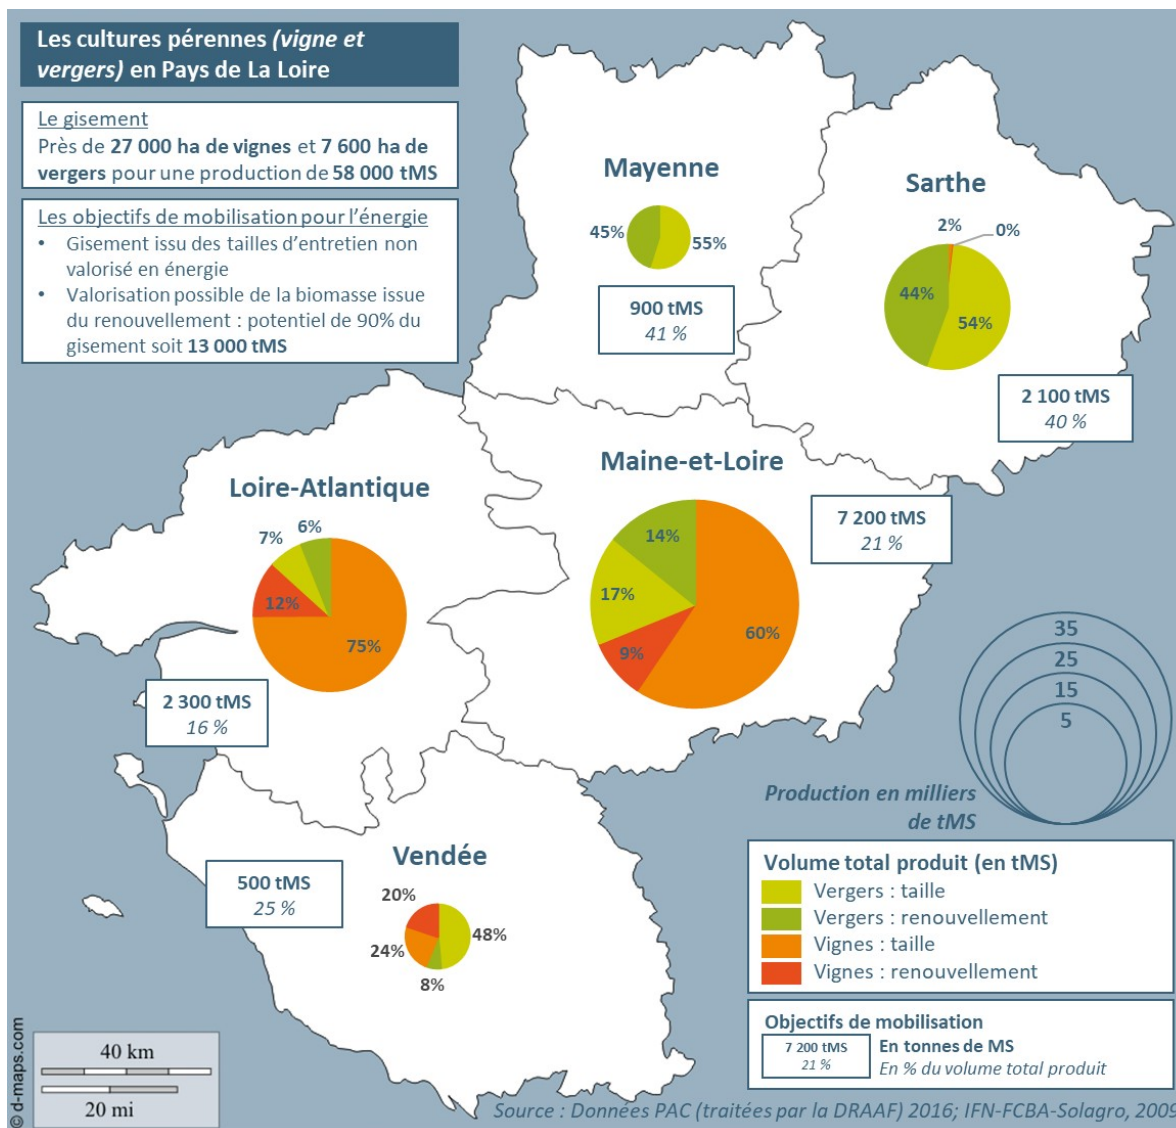 Les cultures pérennes (vigne et
vergers) en Pays de La Loire
Le gisement
Près de 27 000 ha de vignes et 7 600 ha de
vergers pour une production de 58 000 tMS
Les objectifs de mobilisation pour l'énergie
• Gisement issu des tailles d'entretien non
valorisé en énergie
• Valorisation possible de la biomasse issue
du renouvellement : potentiel de 90% du
gisement soit 13 000 tMS
Mayenne
45%
55%
900 tMS
41 %
Sarthe
2%
0%
44%
54%
2 100 tMS
40 %
Loire-Atlantique
7%
6%
12%
75%
2 300 tMS
16 %
Maine-et-Loire
14%
17%
60%
9%
7 200 tMS
21 %
Vendée
20%
48%
24%
8%
500 tMS
25 %
35
25
15
5
Production en milliers
de tMS
Volume total produit (en tMS)
Vergers : taille
Vergers : renouvellement
Vignes : taille
Vignes : renouvellement
Objectifs de mobilisation
7 200 tMS
21 %
En tonnes de MS
En % du volume total produit
© d-maps.com
40 km
20 mi
Source : Données PAC (traitées par la DRAAF) 2016; IFN-FCBA-Solagro, 2009